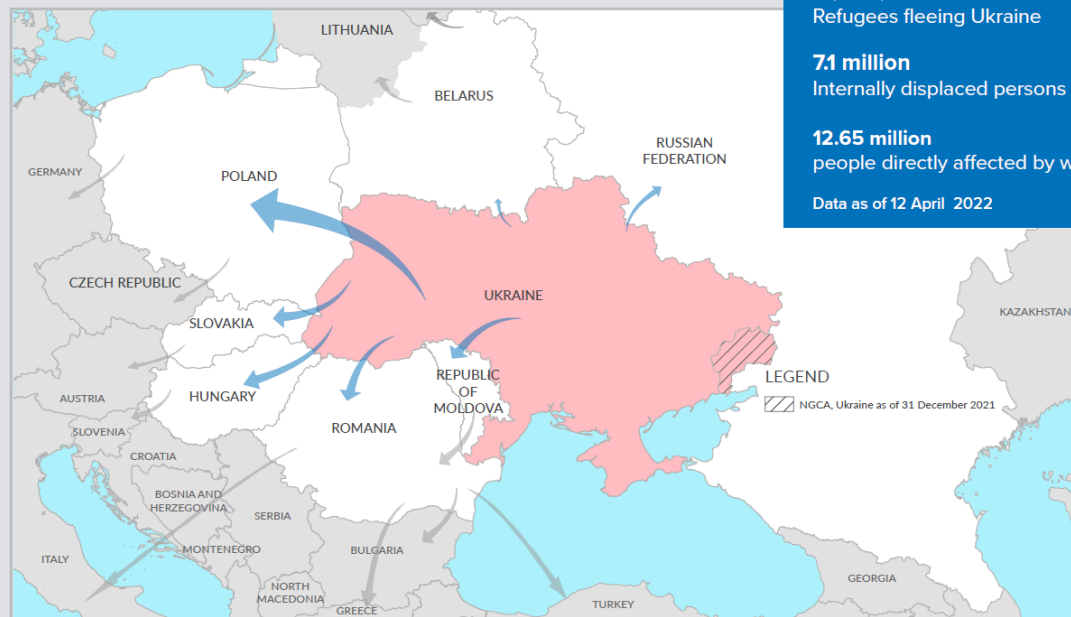 Refugees fleeing Ukraine
7.1 million
Internally displaced persons
12.65 million
people directly affected by
Data as of 12 April 2022
LITHUANIA
BELARUS
RUSSIAN
FEDERATION
GERMANY
POLAND
CZECH REPUBLIC
UKRAINE
KAZAKHSTAN
SLOVAKIA
REPUBLIC
OF
MOLDOVA
LEGEND
NGCA, Ukraine as of 31 December 2021
AUSTRIA
HUNGARY
ROMANIA
SLOVENIA
CROATIA
BOSNIA AND
HERZEGOVINA
SERBIA
MONTENEGRO
BULGARIA
ITALY
NORTH
MACEDONIA
GREECE
TURKEY
GEORGIA